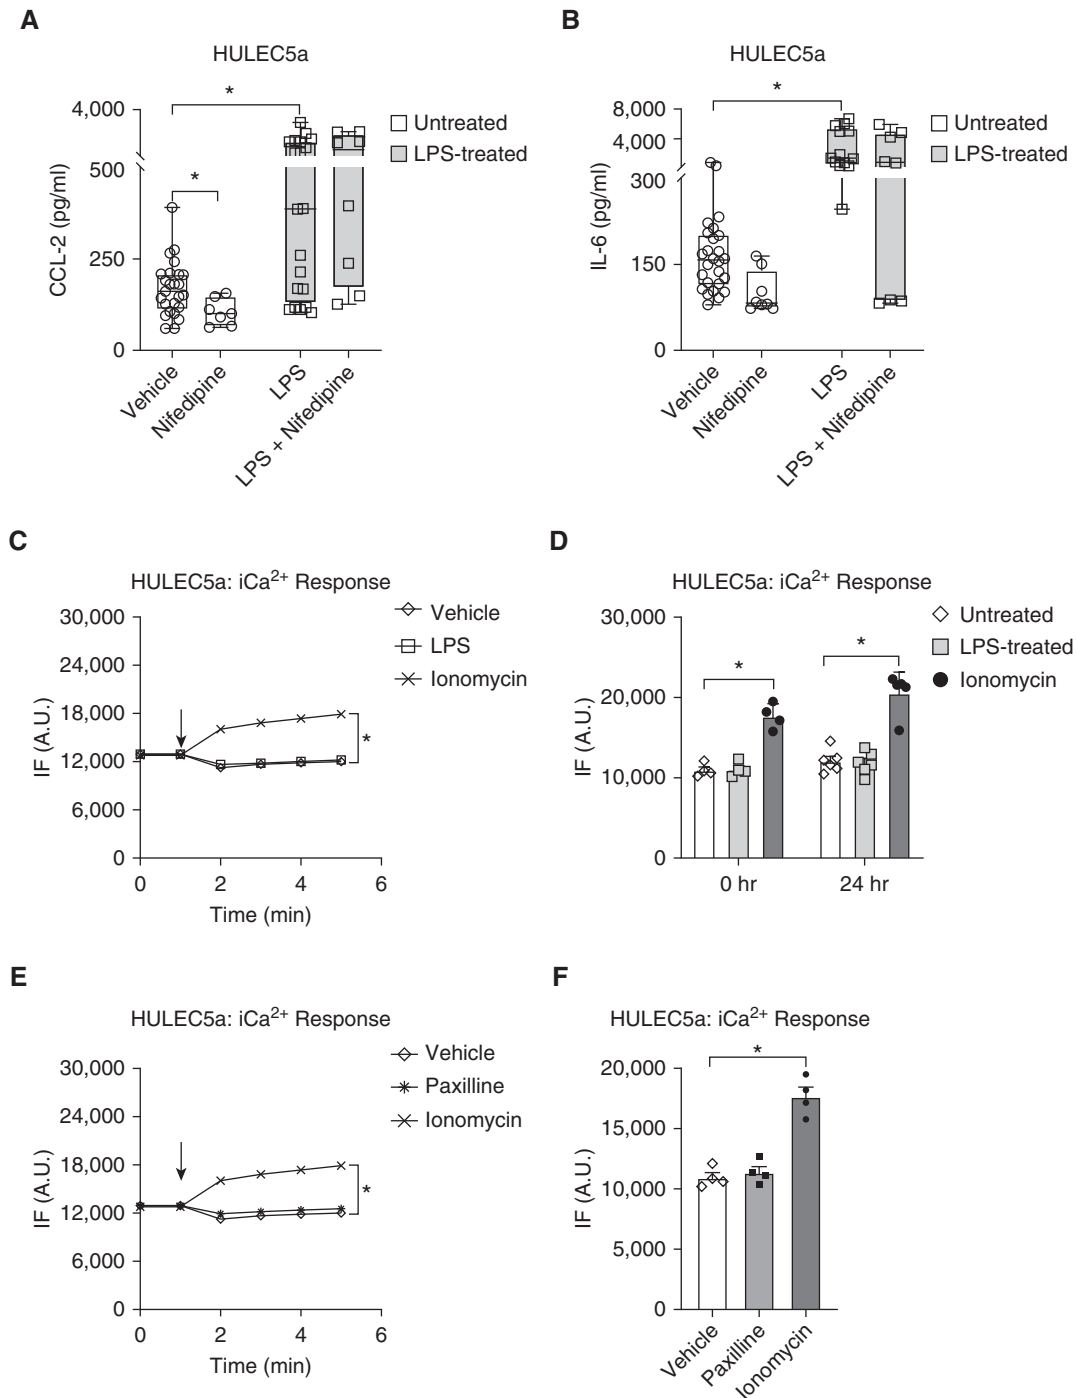 A
HULEC5a
*
*
4,000
500
250
0
CCL-2 (pg/ml)
Untreated
LPS-treated
Vehicle
Nifedipine
LPS
LPS + Nifedipine
B
HULEC5a
*
8,000
4,000
300
150
0
IL-6 (pg/ml)
Untreated
LPS-treated
Vehicle
Nifedipine
LPS
LPS + Nifedipine
C
HULEC5a: iCa²⁺ Response
30,000
24,000
18,000
12,000
6,000
0
IF (A.U.)
Vehicle
LPS
Ionomycin
*
0 2 4 6
Time (min)
D
HULEC5a: iCa²⁺ Response
30,000
20,000
10,000
0
IF (A.U.)
*
*
Untreated
LPS-treated
Ionomycin
0 hr 24 hr
E
HULEC5a: iCa²⁺ Response
30,000
24,000
18,000
12,000
6,000
0
IF (A.U.)
Vehicle
Paxilline
Ionomycin
*
0 2 4 6
Time (min)
F
HULEC5a: iCa²⁺ Response
*
20,000
15,000
10,000
5,000
0
IF (A.U.)
Vehicle
Paxilline
Ionomycin